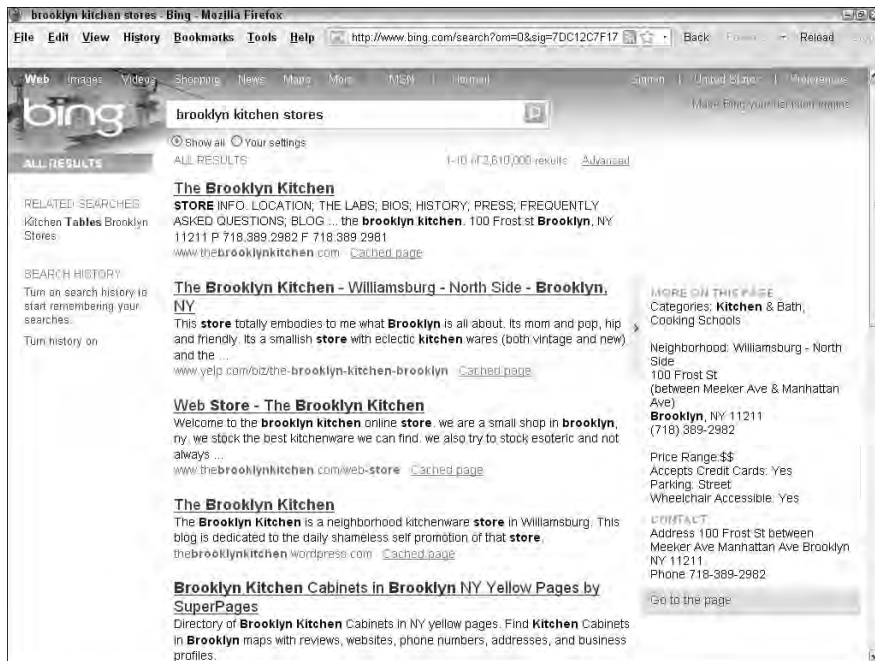 brooklyn kitchen stores - Bing - Mozilla Firefox
File Edit View History Bookmarks Tools Help http://www.bing.com/search?om=0&sig=7DC12C7F17 Back Reload
Web Images Videos Shopping News Maps More MSN | Hotmail Sign in | United States | Preferences
bing
brooklyn kitchen stores
Make Bing your
Show all Your settings
ALL RESULTS
ALL RESULTS 1-10 of 2,610,000 results Advanced
RELATED SEARCHES
Kitchen Tables Brooklyn
Stores
SEARCH HISTORY
Turn on search history to
start remembering your
searches.
Turn history on
The Brooklyn Kitchen
STORE INFO. LOCATION; THE LABS; BIOS; HISTORY; PRESS; FREQUENTLY
ASKED QUESTIONS; BLOG ... the brooklyn kitchen. 100 Frost st Brooklyn, NY
11211 P 718.389.2982 F 718.389 2981
www.thebrooklynkitchen.com Cached page
The Brooklyn Kitchen - Williamsburg - North Side - Brooklyn,
NY
This store totally embodies to me what Brooklyn is all about. Its mom and pop, hip
and friendly. Its a smallish store with eclectic kitchen wares (both vintage and new)
and the ...
www.yelp.com/biz/the-brooklyn-kitchen-brooklyn Cached page
Web Store - The Brooklyn Kitchen
Welcome to the brooklyn kitchen online store. we are a small shop in brooklyn,
ny. we stock the best kitchenware we can find. we also try to stock esoteric and not
always ...
www.thebrooklynkitchen.com/web-store Cached page
The Brooklyn Kitchen
The Brooklyn Kitchen is a neighborhood kitchenware store in Williamsburg. This
blog is dedicated to the daily shameless self promotion of that store.
thebrooklynkitchen.wordpress.com Cached page
Brooklyn Kitchen Cabinets in Brooklyn NY Yellow Pages by
SuperPages
Directory of Brooklyn Kitchen Cabinets in NY yellow pages. Find Kitchen Cabinets
in Brooklyn maps with reviews, websites, phone numbers, addresses, and business
profiles.
MORE ON THIS PAGE
Categories: Kitchen & Bath,
Cooking Schools
Neighborhood: Williamsburg - North
Side
100 Frost St
(between Meeker Ave & Manhattan
Ave)
Brooklyn, NY 11211
(718) 389-2982
Price Range:$$
Accepts Credit Cards: Yes
Parking: Street
Wheelchair Accessible: Yes
CONTACT
Address 100 Frost St between
Meeker Ave Manhattan Ave Brooklyn
NY 11211
Phone 718-389-2982
Go to the page